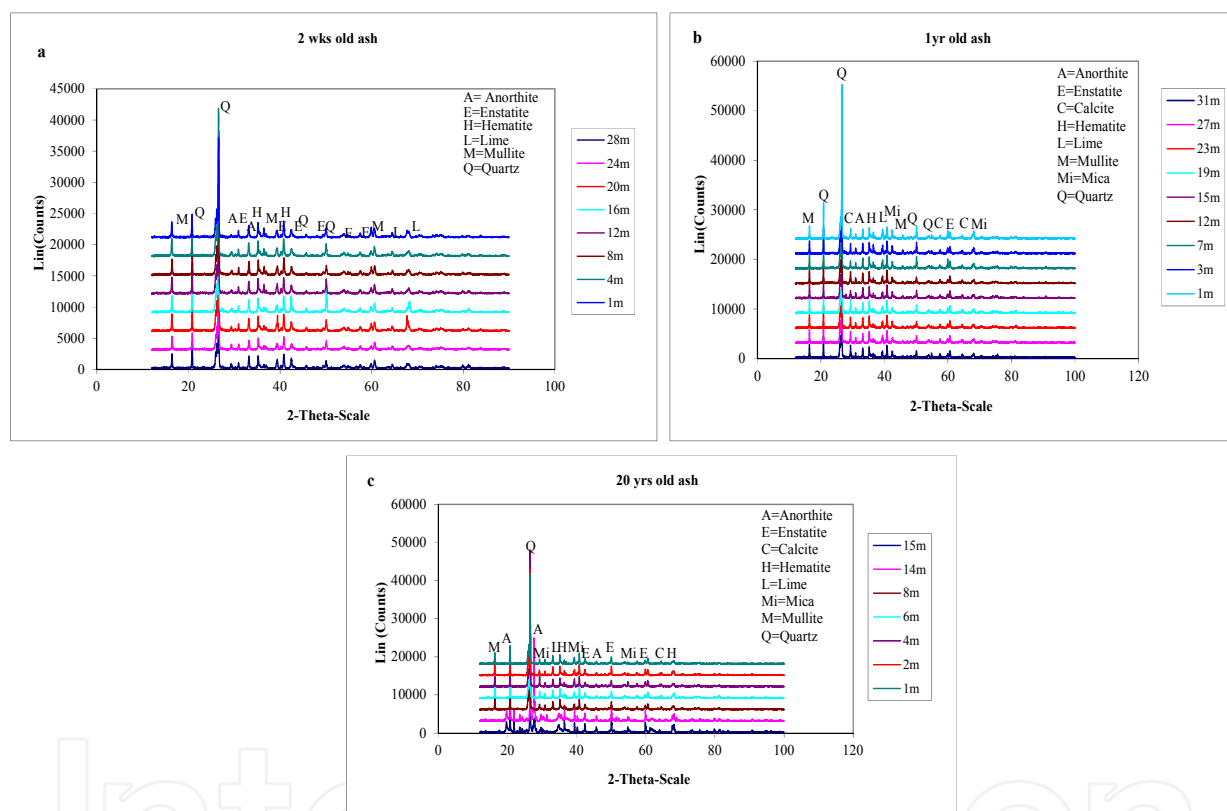 2 wks old ash
a
45000
40000
35000
30000
25000
20000
15000
10000
5000
0
Lin(Counts)
0 20 40 60 80 100
2-Theta-Scale
Q
M Q A E A H M H E Q E Q E E M L L
A= Anorthite
E=Enstatite
H=Hematite
L=Lime
M=Mullite
Q=Quartz
28m
24m
20m
16m
12m
8m
4m
1m
1yr old ash
b
60000
50000
40000
30000
20000
10000
0
Lin(Counts)
0 20 40 60 80 100 120
2-Theta-Scale
Q
M Q C A H L Mi M Q Q C E C Mi
A=Anorthite
E=Enstatite
C=Calcite
H=Hematite
L=Lime
M=Mullite
Mi=Mica
Q=Quartz
31m
27m
23m
19m
15m
12m
7m
3m
1m
20 yrs old ash
c
60000
50000
40000
30000
20000
10000
0
Lin (Counts)
0 20 40 60 80 100 120
2-Theta-Scale
Q
M A A Mi L H Mi E A E Mi E C H
A=Anorthite
E=Enstatite
C=Calcite
H=Hematite
L=Lime
Mi=Mica
M=Mullite
Q=Quartz
15m
14m
8m
6m
4m
2m
1m